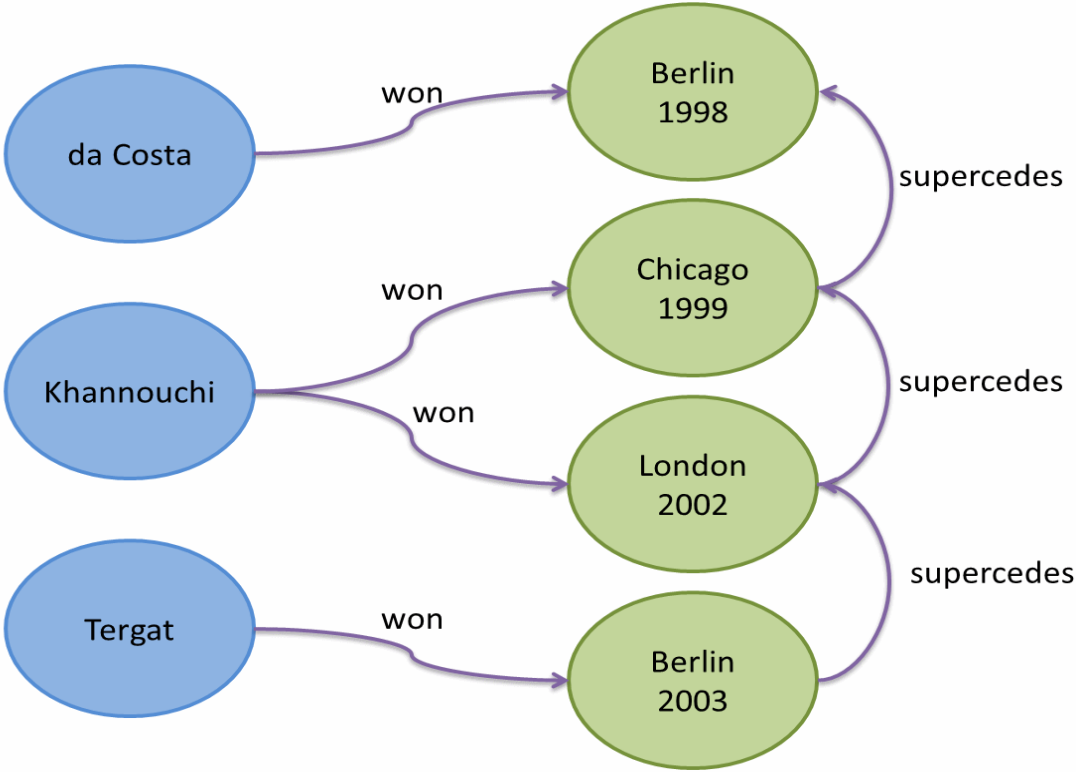 da Costa
won
Berlin
1998
supercedes
Khannouchi
won
Chicago
1999
supercedes
won
London
2002
supercedes
Tergat
won
Berlin
2003